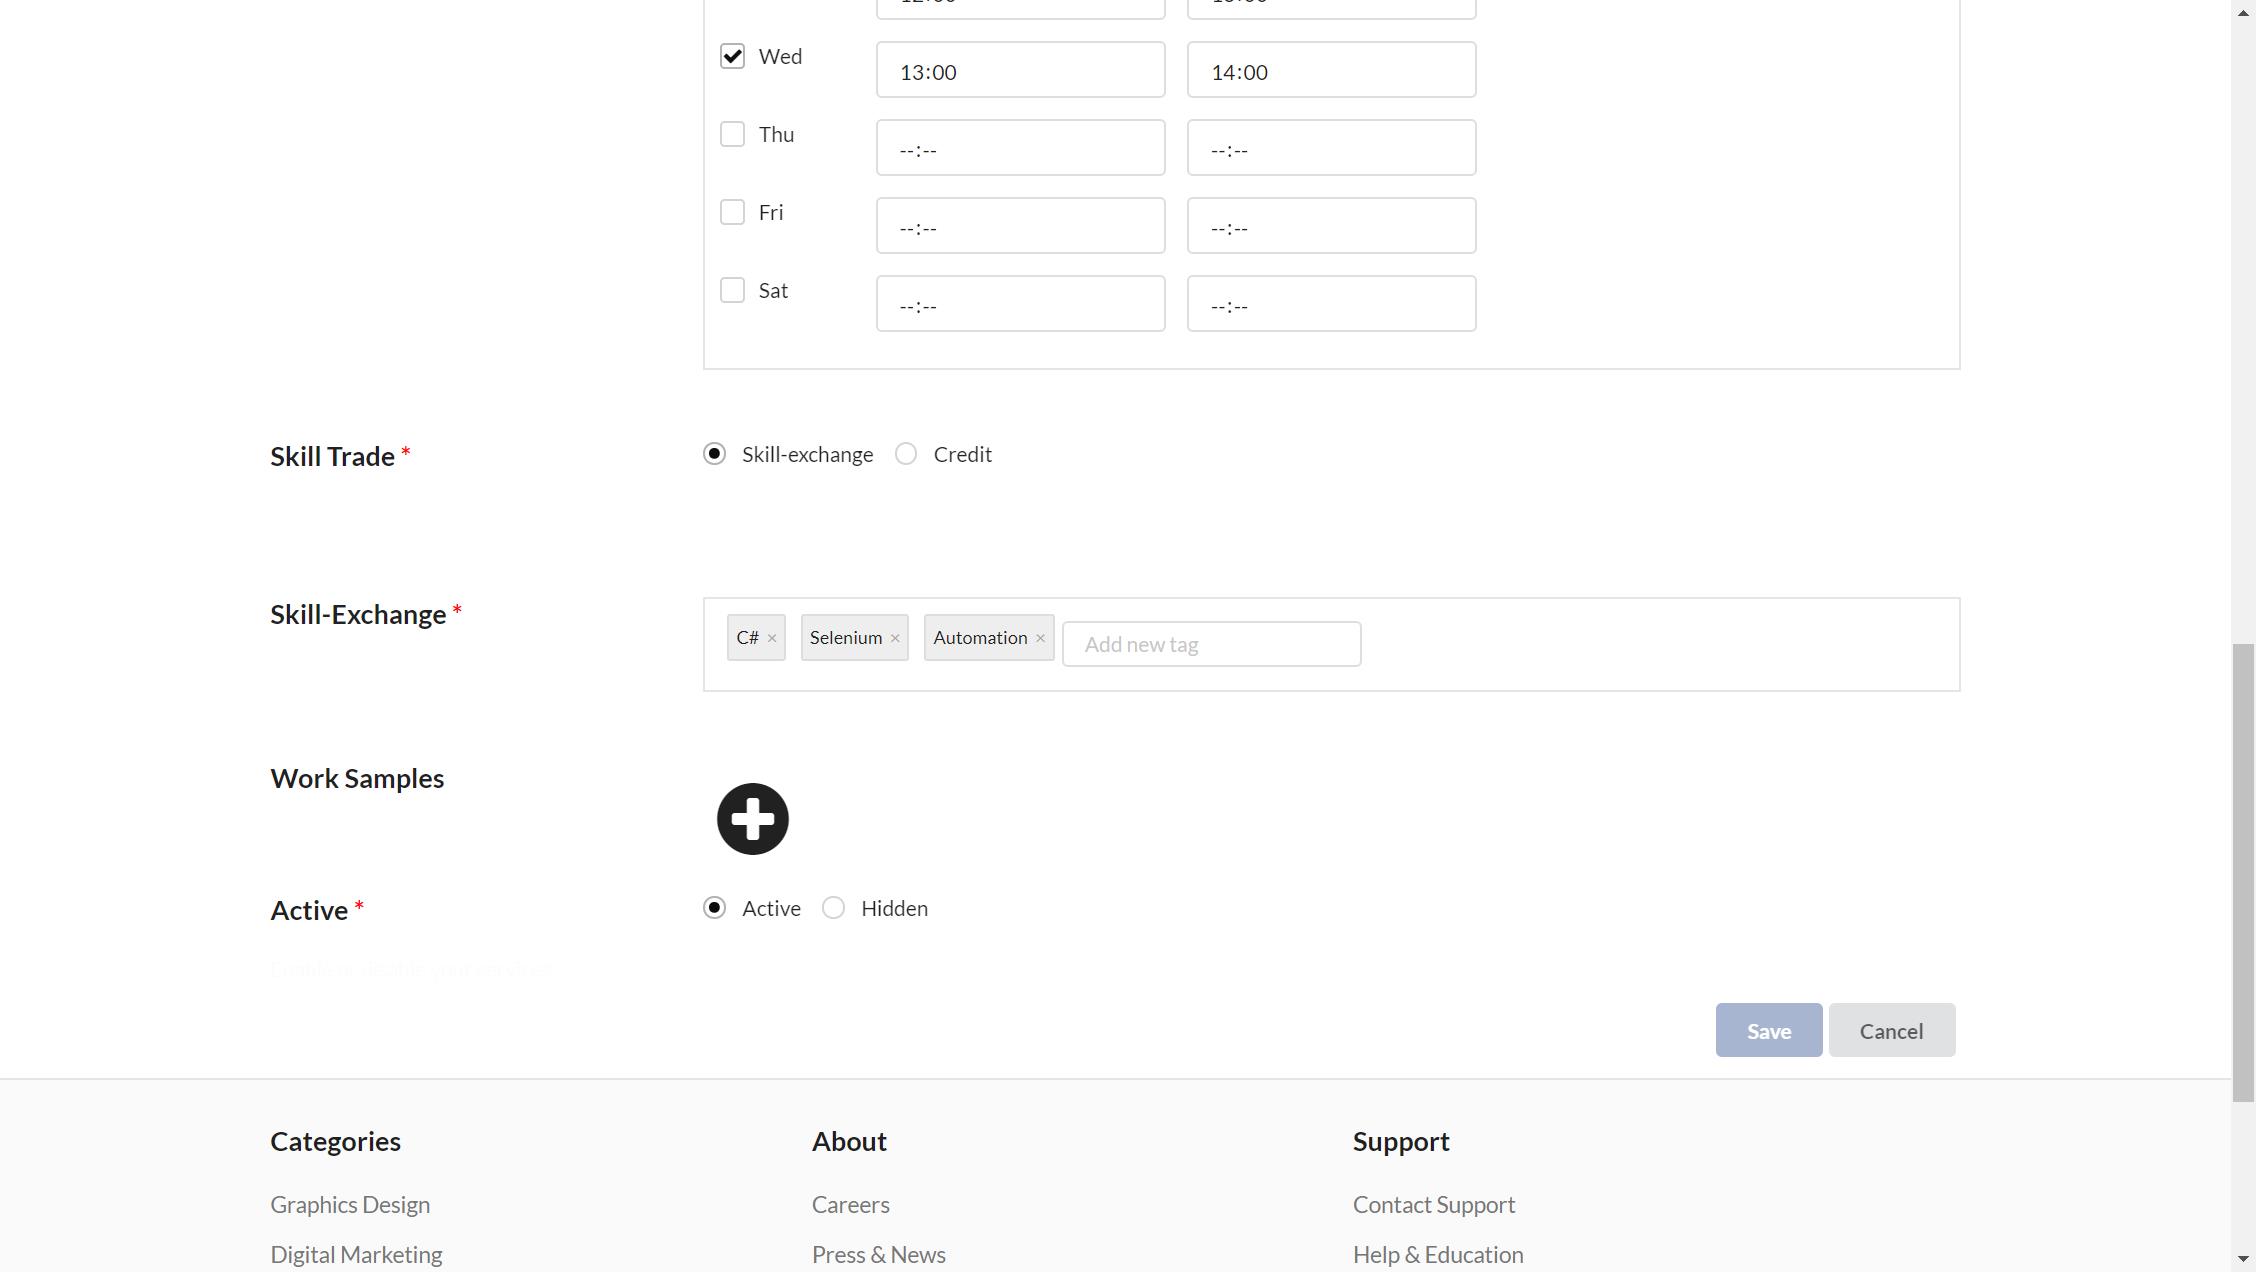 Wed 13:00 14:00
Thu --:-- --:--
Fri --:-- --:--
Sat --:-- --:--
Skill Trade * Skill-exchange Credit
Skill-Exchange * C# × Selenium × Automation × Add new tag
Work Samples
Active * Active Hidden
Save Cancel
Categories About Support
Graphics Design Careers Contact Support
Digital Marketing Press & News Help & Education